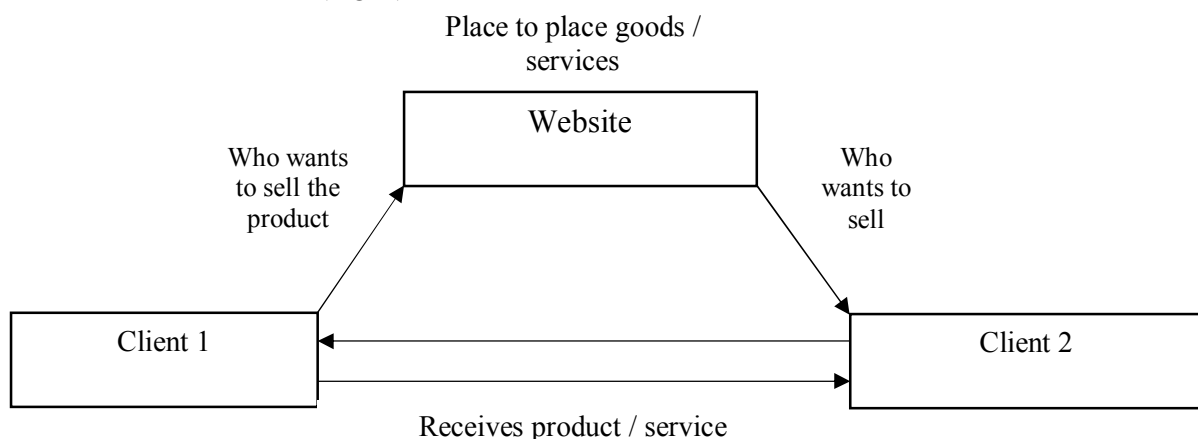 Place to place goods /
services
Website
Who wants
to sell the
product
Who
wants to
sell
Client 1
Client 2
Receives product / service